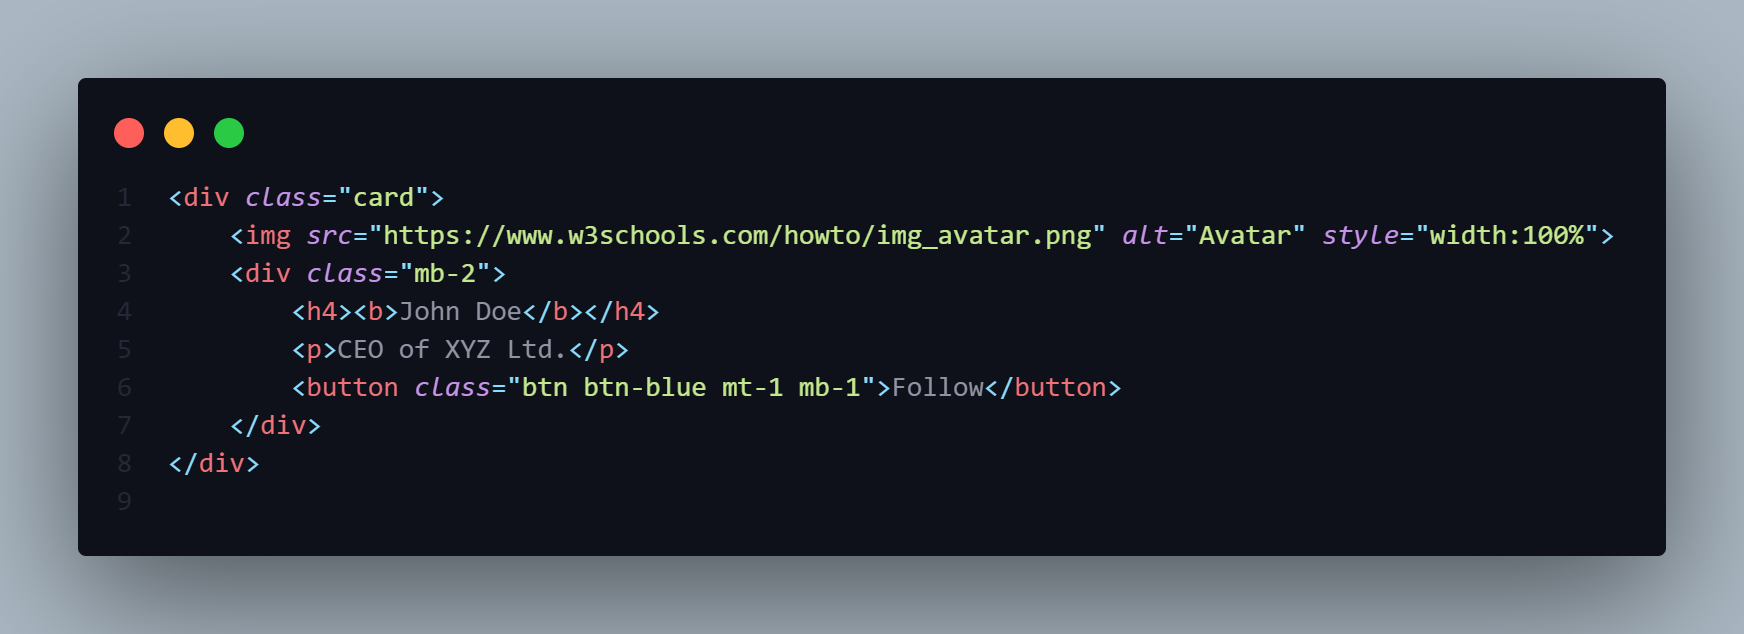 1 <div class="card">
2     <img src="https://www.w3schools.com/howto/img_avatar.png" alt="Avatar" style="width:100%">
3     <div class="mb-2">
4         <h4><b>John Doe</b></h4>
5         <p>CEO of XYZ Ltd.</p>
6         <button class="btn btn-blue mt-1 mb-1">Follow</button>
7     </div>
8 </div>
9